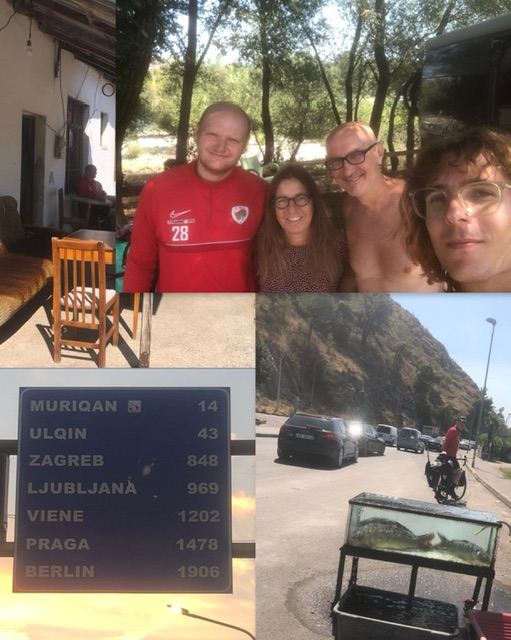 28
MURIQAN 14
ULQIN 43
ZAGREB 848
LJUBLJANA 969
VIENE 1202
PRAGA 1478
BERLIN 1906